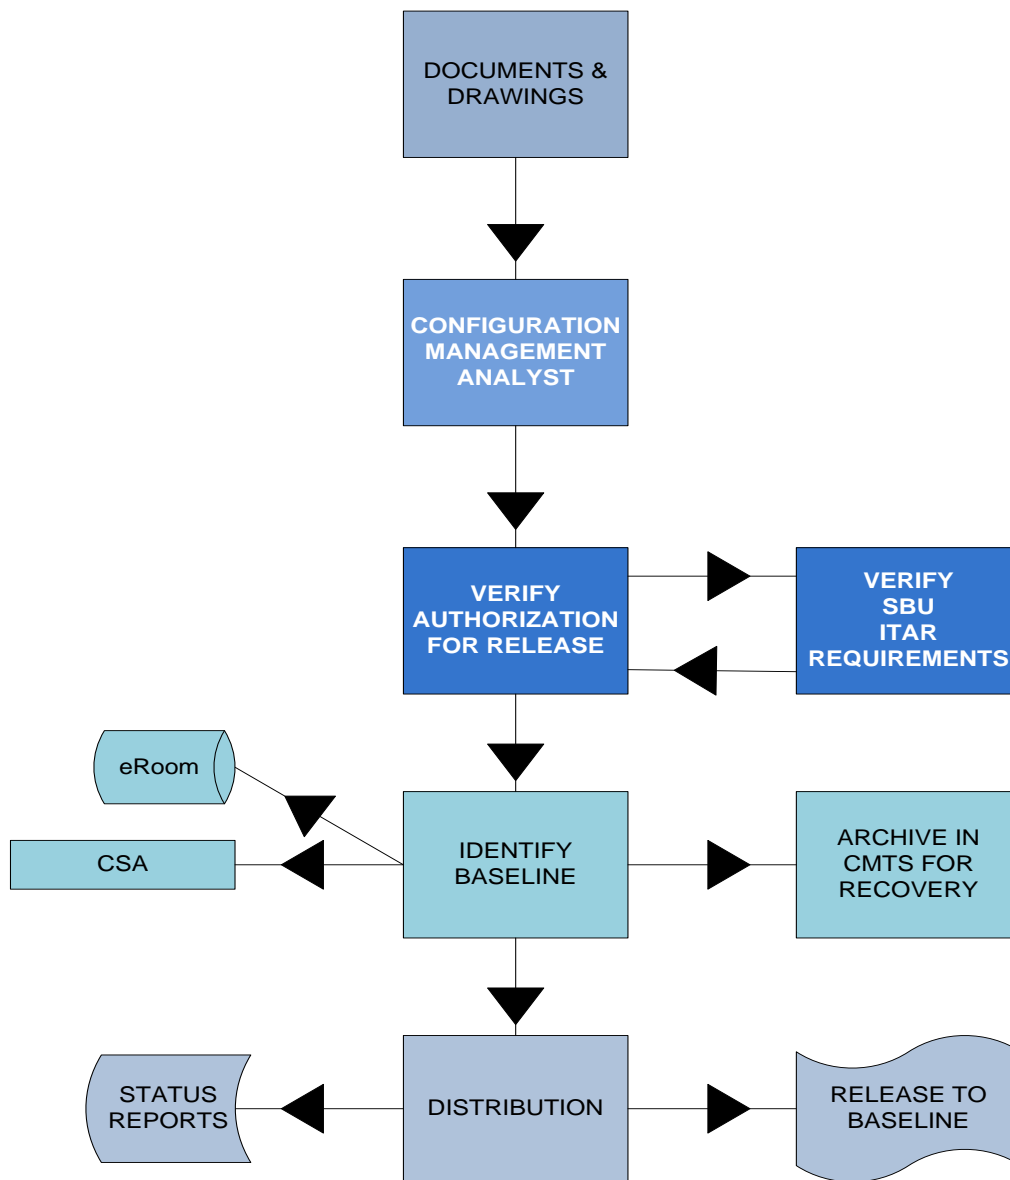 DOCUMENTS &
DRAWINGS
CONFIGURATION
MANAGEMENT
ANALYST
VERIFY
AUTHORIZATION
FOR RELEASE
VERIFY
SBU
ITAR
REQUIREMENTS
eRoom
CSA
IDENTIFY
BASELINE
ARCHIVE IN
CMTS FOR
RECOVERY
STATUS
REPORTS
DISTRIBUTION
RELEASE TO
BASELINE